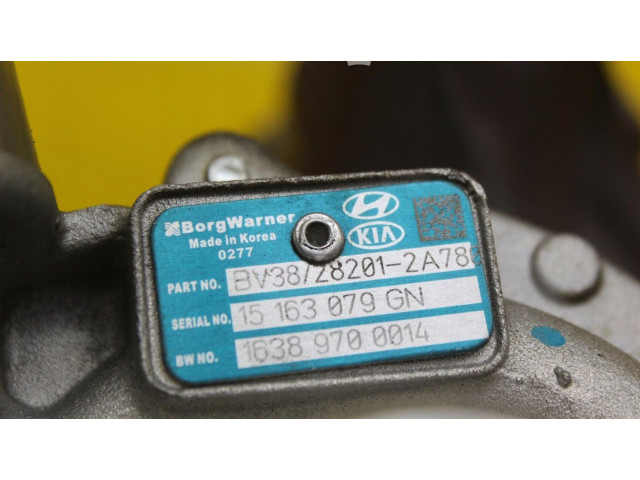 BorgWarner
Made in Korea
0277
KIA
PART NO. BV38/28201-2A78
SERIAL NO. 15 163 079 GN
BW NO. 1638 970 0014